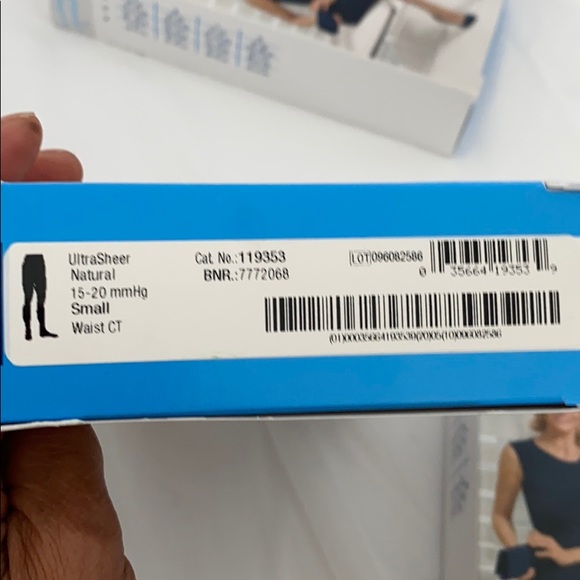 UltraSheer
Natural
15-20 mmHg
Small
Waist CT
Cat. No.:119353
BNR.:7772068
LOT 096082586
0 35664 19353 9